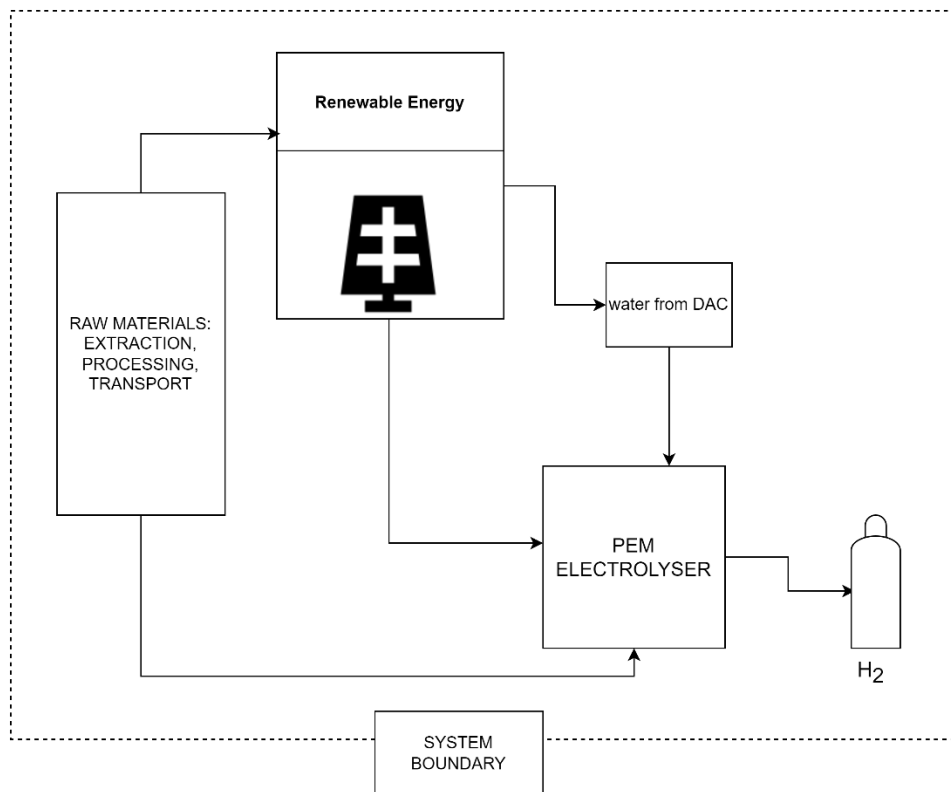 Renewable Energy
RAW MATERIALS:
EXTRACTION,
PROCESSING,
TRANSPORT
water from DAC
PEM
ELECTROLYSER
H2
SYSTEM
BOUNDARY